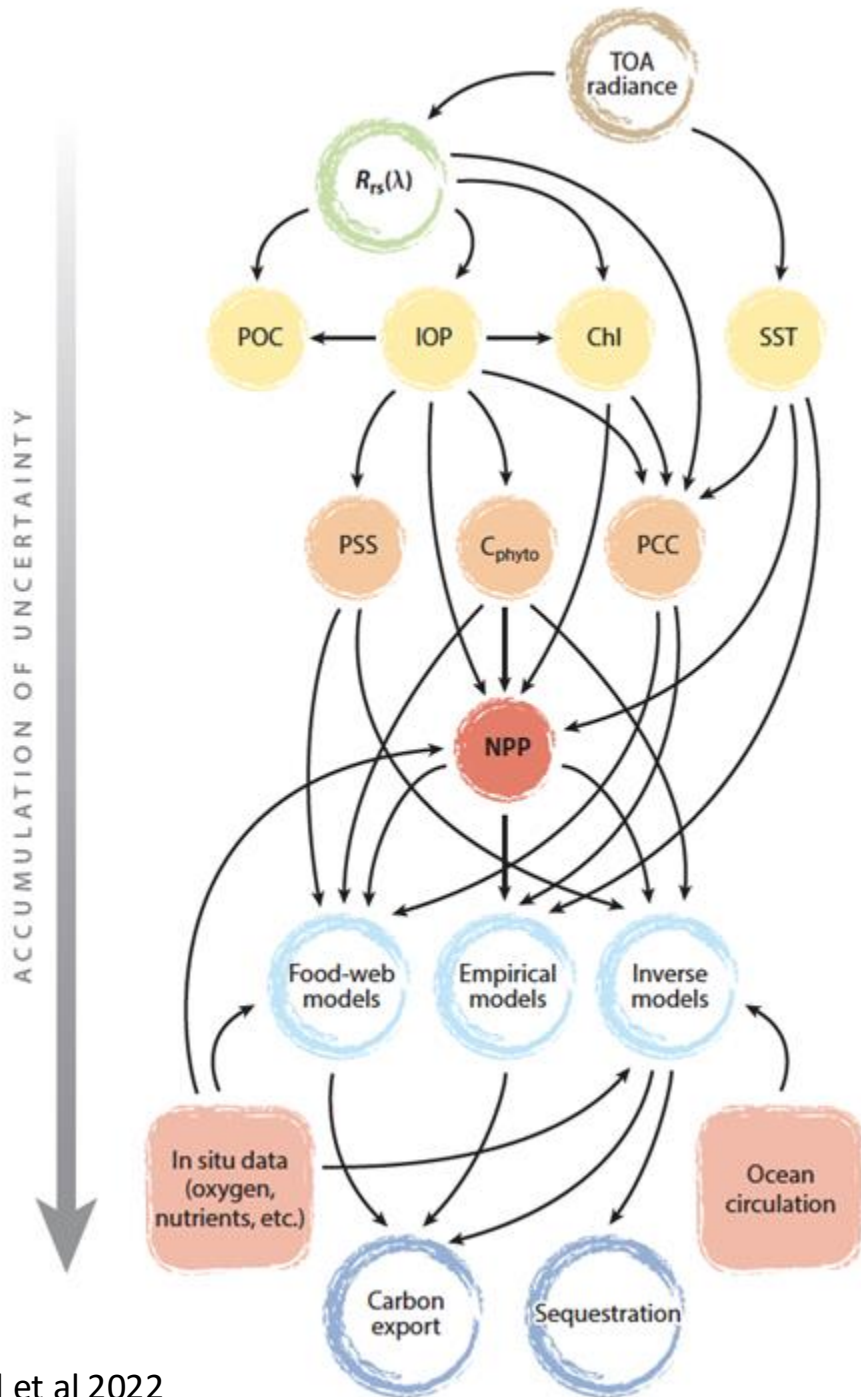 TOA
radiance
Rrs(λ)
POC
IOP
Chl
SST
PSS
Cphyto
PCC
NPP
ACCUMULATION OF UNCERTAINTY
Food-web
models
Empirical
models
Inverse
models
In situ data
(oxygen,
nutrients, etc.)
Ocean
circulation
Carbon
export
Sequestration
et al 2022